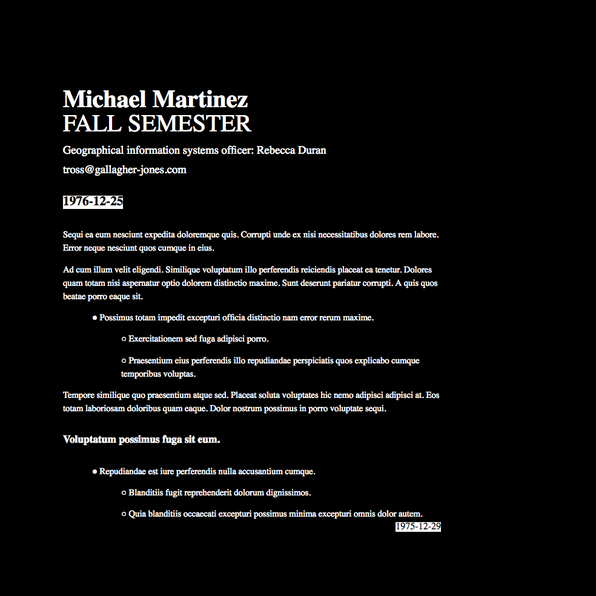 Michael Martinez
FALL SEMESTER
Geographical information systems officer: Rebecca Duran
tross@gallagher-jones.com
1976-12-25
Sequi ea eum nesciunt expedita doloremque quis. Corrupti unde ex nisi necessitatibus dolores rem labore.
Error neque nesciunt quos cumque in eius.
Ad cum illum velit eligendi. Similique voluptatum illo perferendis reiciendis placeat ea tenetur. Dolores
quam totam nisi aspernatur optio dolorem distinctio maxime. Sunt deserunt pariatur corrupti. A quis quos
beatae porro eaque sit.
● Possimus totam impedit excepturi officia distinctio nam error rerum maxime.
○ Exercitationem sed fuga adipisci porro.
○ Praesentium eius perferendis illo repudiandae perspiciatis quos explicabo cumque
temporibus voluptas.
Tempore similique quo praesentium atque sed. Placeat soluta voluptates hic nemo adipisci adipisci at. Eos
totam laboriosam doloribus quam eaque. Dolor nostrum possimus in porro voluptate sequi.
Voluptatum possimus fuga sit eum.
● Repudiandae est iure perferendis nulla accusantium cumque.
○ Blanditiis fugit reprehenderit dolorum dignissimos.
○ Quia blanditiis occaecati excepturi possimus minima excepturi omnis dolor autem.
1975-12-29